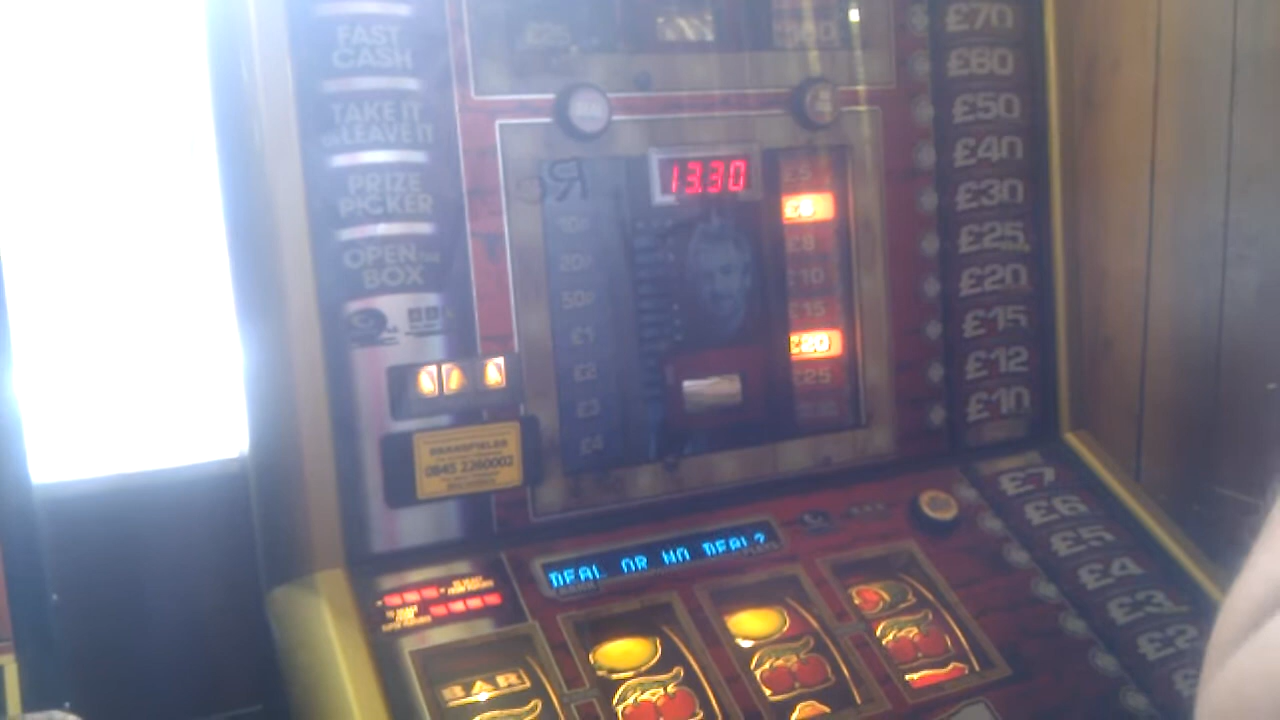 FAST
CASH
TAKE IT
OR LEAVE IT
PRIZE
PICKER
OPEN THE
BOX
0845 2260002
13.30
10p
20p
50p
£1
£2
£3
£4
£5
£6
£8
£10
£15
£20
£25
£70
£60
£50
£40
£30
£25
£20
£15
£12
£10
£7
£6
£5
£4
£3
£2
DEAL OR NO DEAL?
BAR